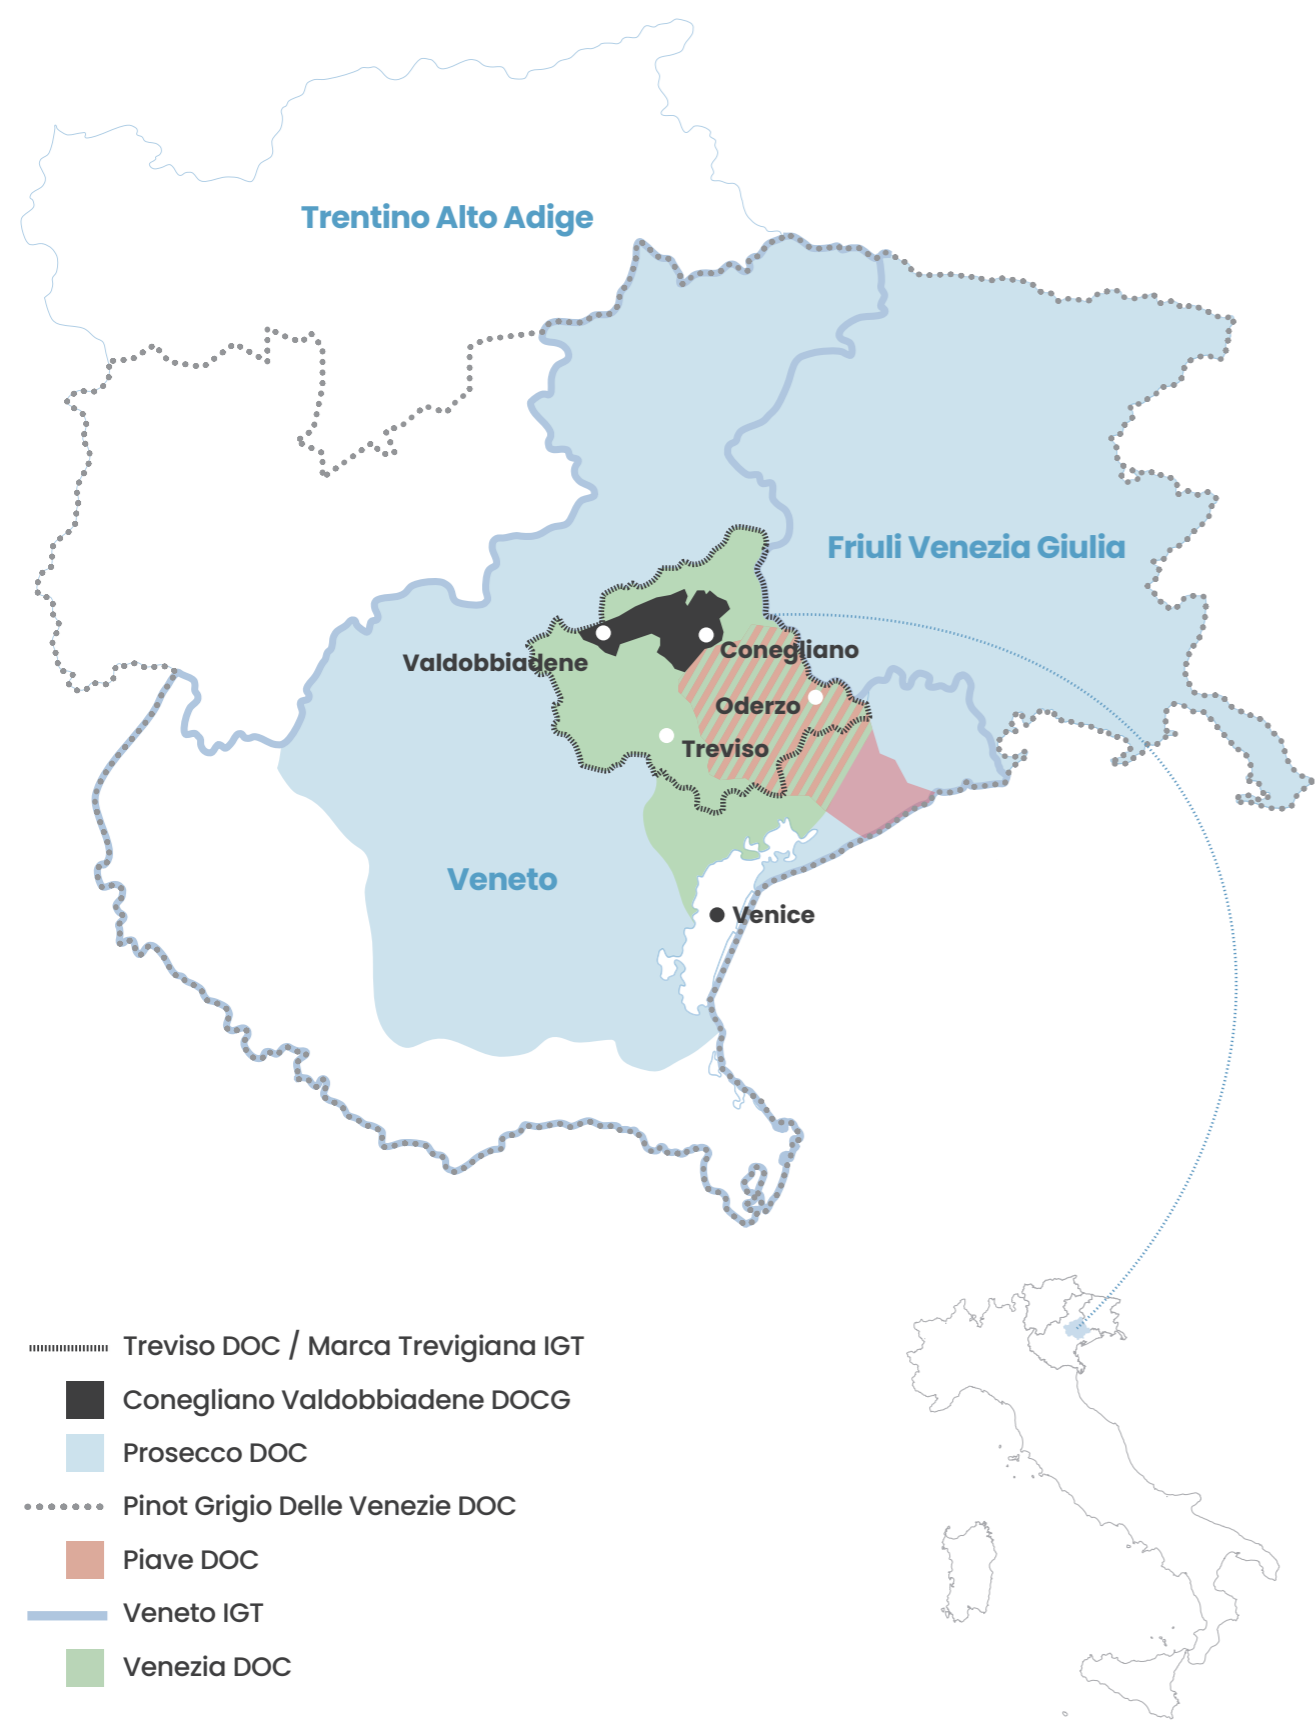 Trentino Alto Adige
Friuli Venezia Giulia
Valdobbiadene
Conegliano
Oderzo
Treviso
Veneto
Venice
Treviso DOC / Marca Trevigiana IGT
Conegliano Valdobbiadene DOCG
Prosecco DOC
Pinot Grigio Delle Venezie DOC
Piave DOC
Veneto IGT
Venezia DOC